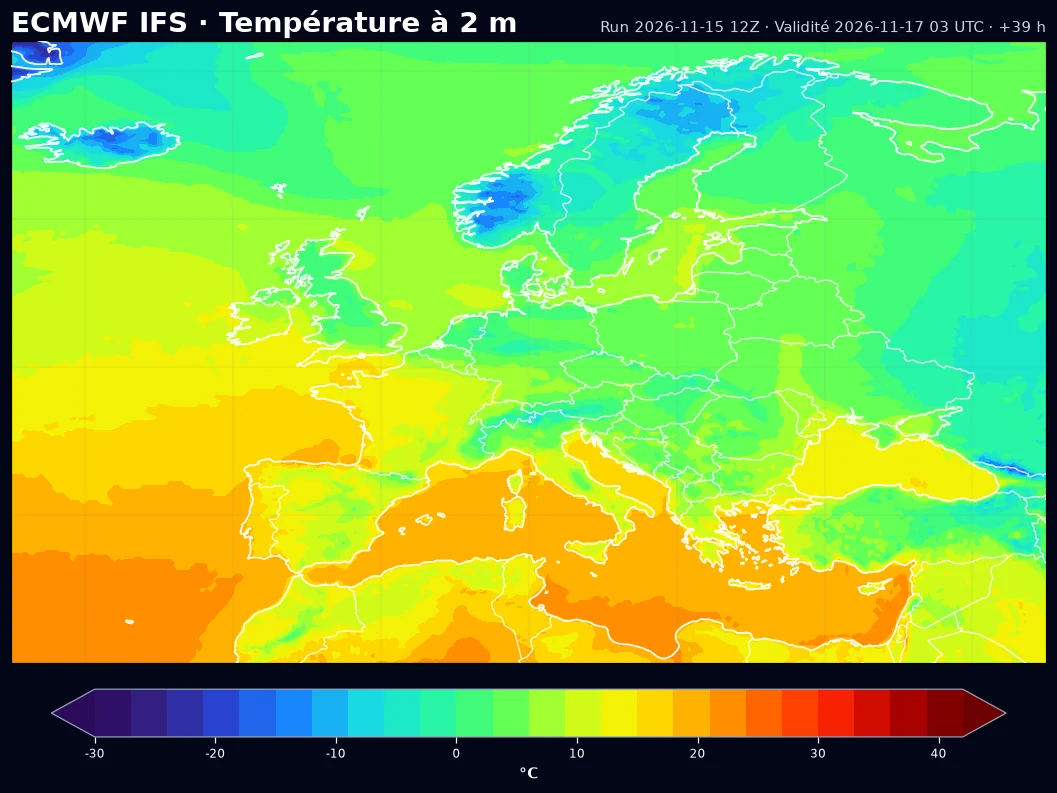 ECMWF IFS · Température à 2 m
Run 2026-11-15 12Z · Validité 2026-11-17 03 UTC · +39 h
-30 -20 -10 0 10 20 30 40
°C